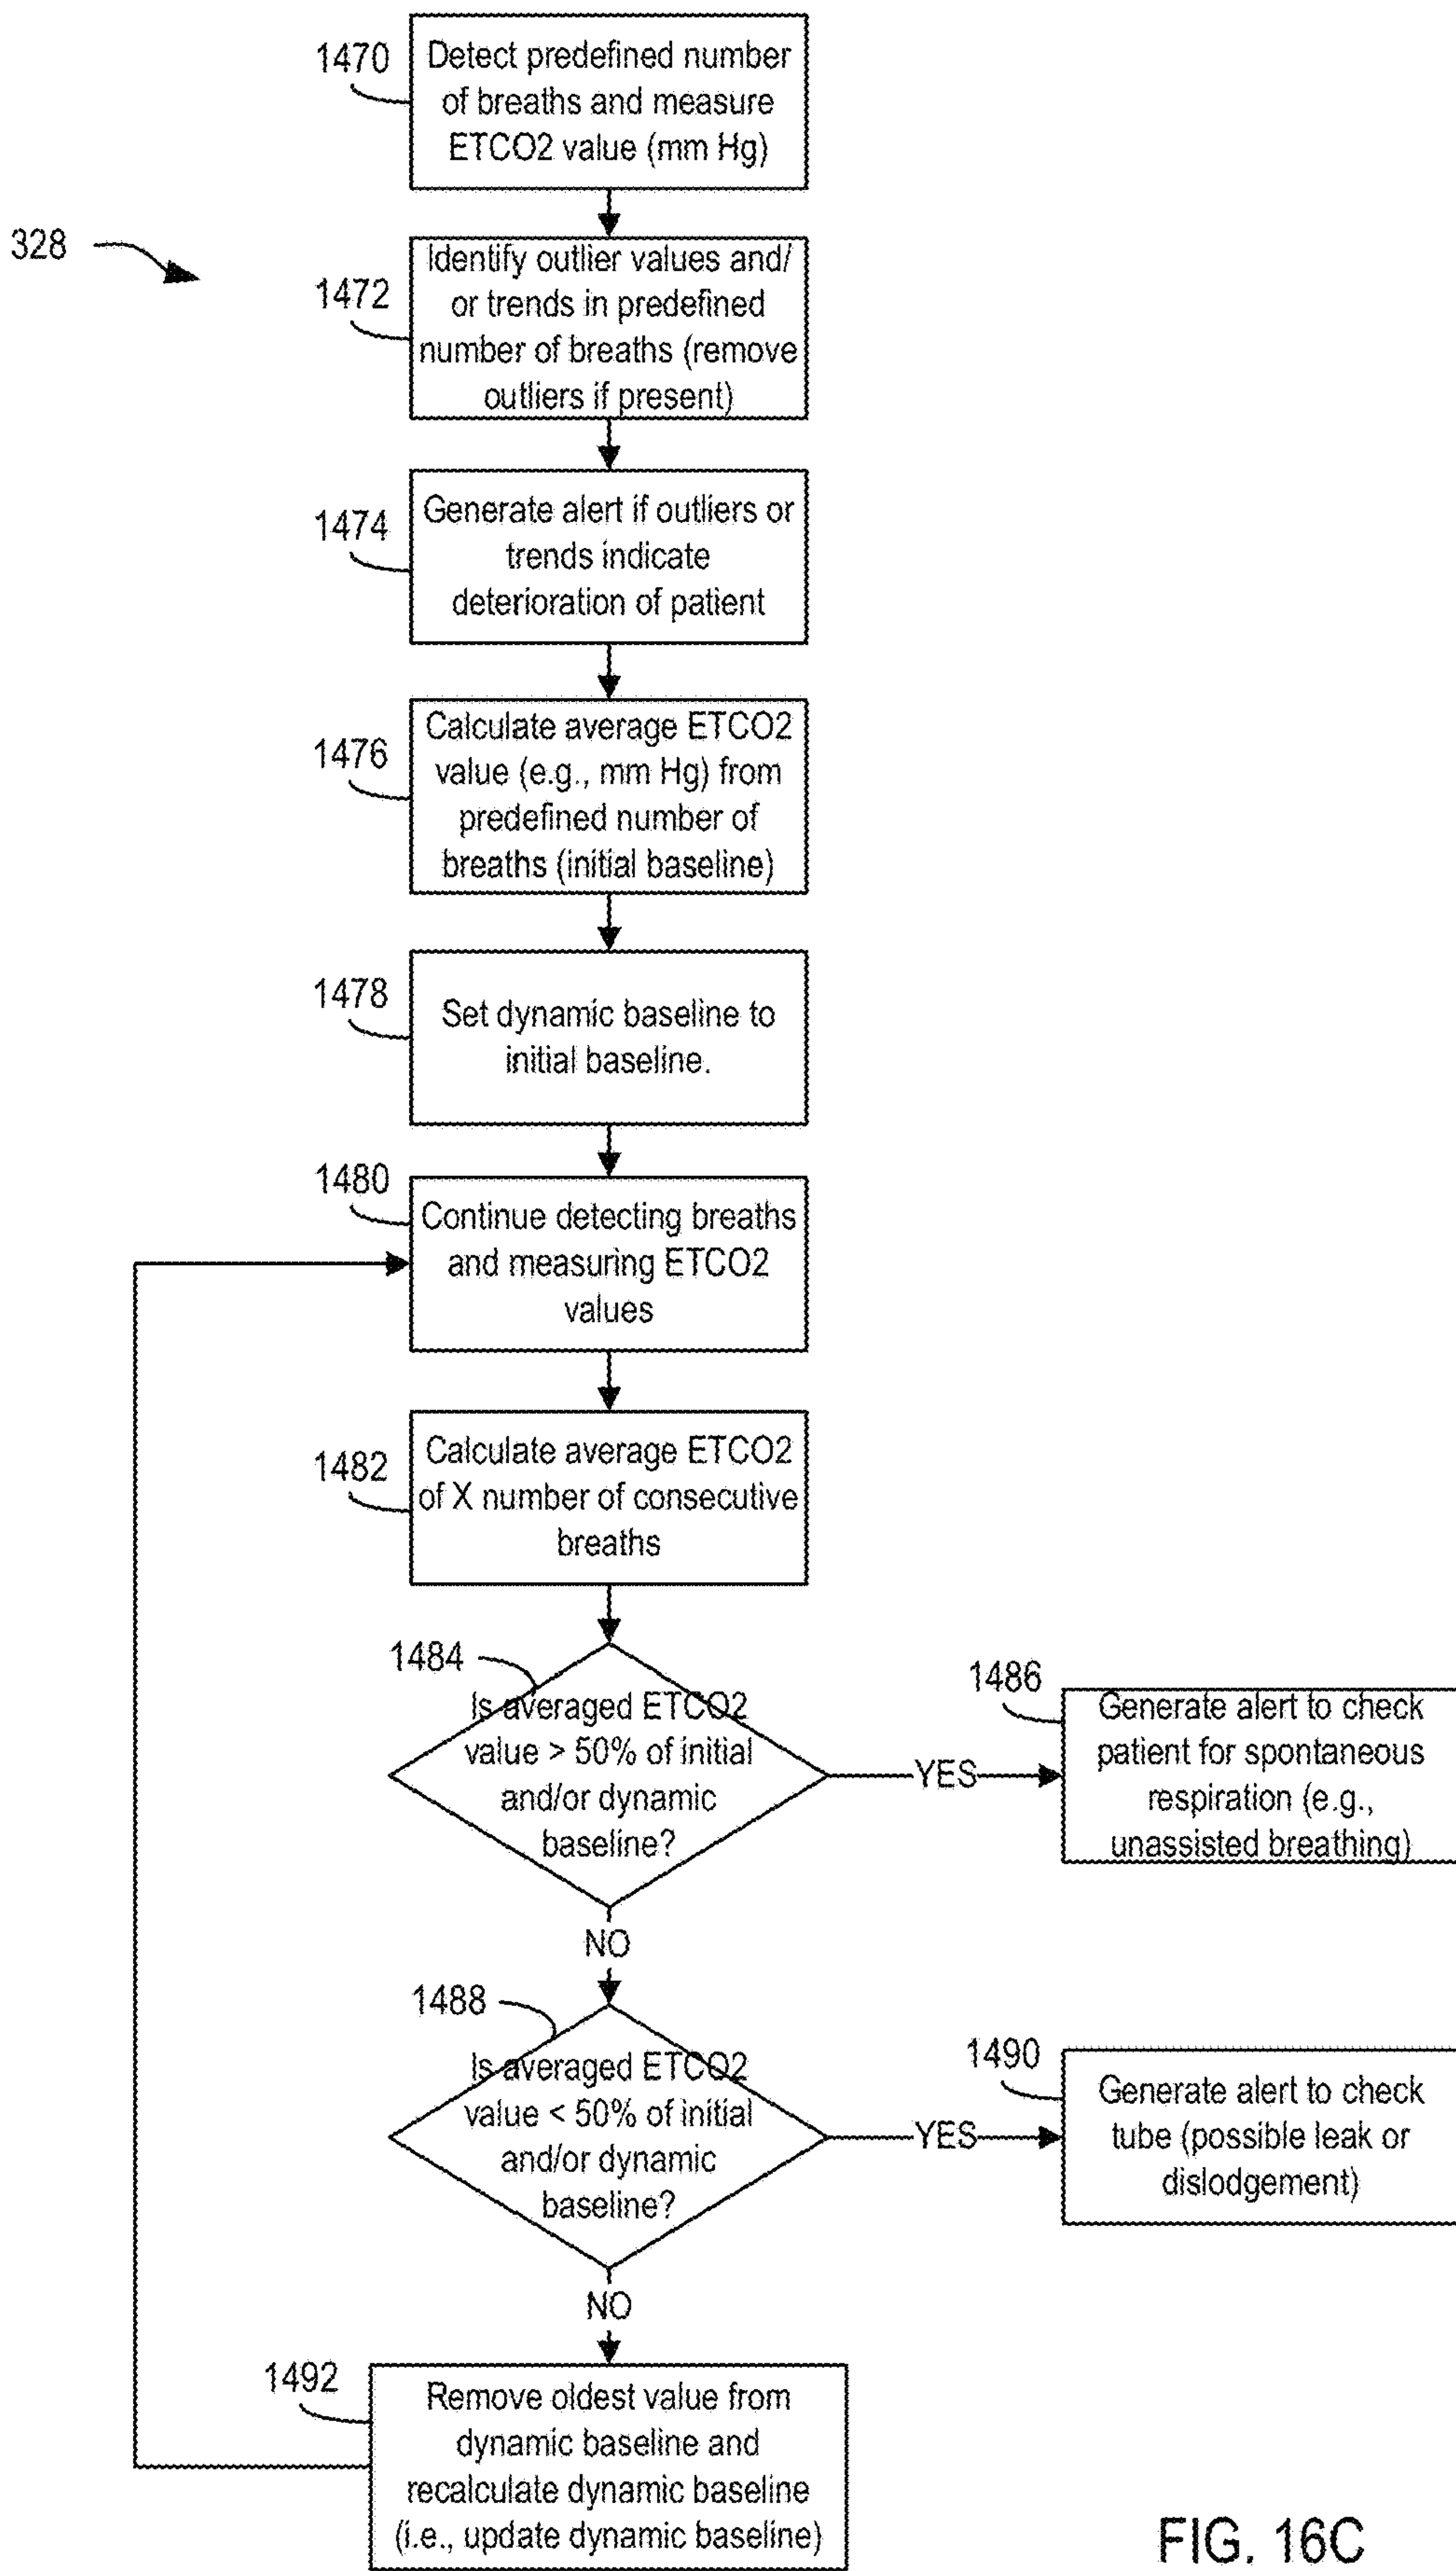 1470
Detect predefined number
of breaths and measure
ETCO2 value (mm Hg)
328
1472
Identify outlier values and/
or trends in predefined
number of breaths (remove
outliers if present)
1474
Generate alert if outliers or
trends indicate
deterioration of patient
1476
Calculate average ETCO2
value (e.g., mm Hg) from
predefined number of
breaths (initial baseline)
1478
Set dynamic baseline to
initial baseline.
1480
Continue detecting breaths
and measuring ETCO2
values
1482
Calculate average ETCO2
of X number of consecutive
breaths
1484
Is averaged ETCO2
value > 50% of initial
and/or dynamic
baseline?
YES
1486
Generate alert to check
patient for spontaneous
respiration (e.g.,
unassisted breathing)
NO
1488
Is averaged ETCO2
value < 50% of initial
and/or dynamic
baseline?
YES
1490
Generate alert to check
tube (possible leak or
dislodgement)
NO
1492
Remove oldest value from
dynamic baseline and
recalculate dynamic baseline
(i.e., update dynamic baseline)
FIG. 16C